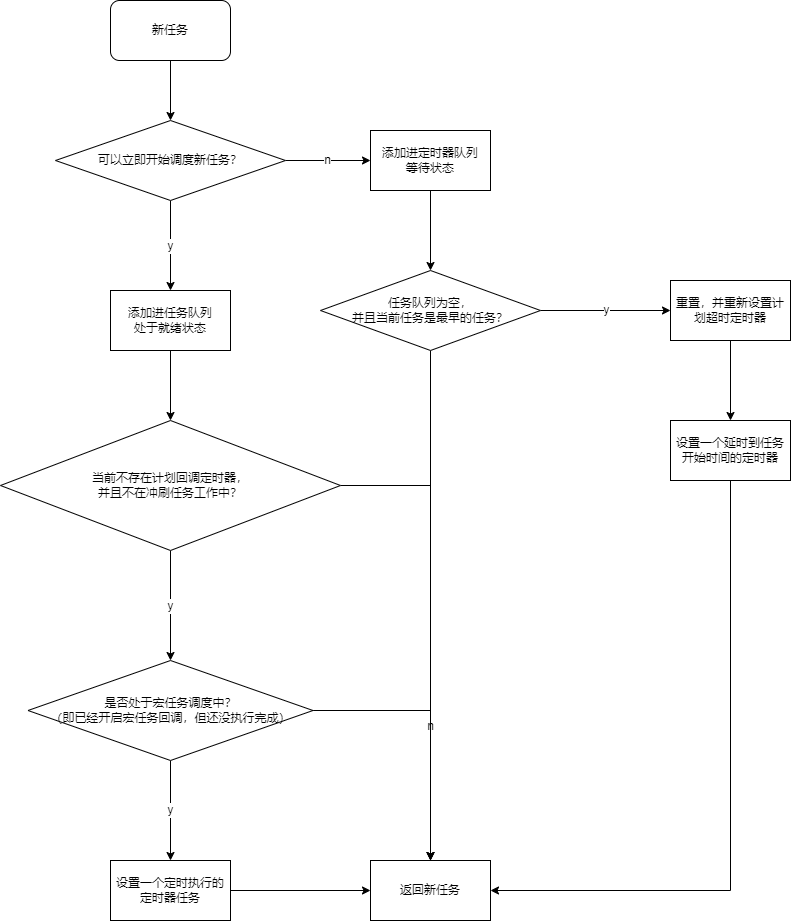 新任务
可以立即开始调度新任务?
n
添加进定时器队列
等待状态
y
添加进任务队列
处于就绪状态
任务队列为空，
并且当前任务是最早的任务?
y
重置，并重新设置计
划超时定时器
设置一个延时到任务
开始时间的定时器
当前不存在计划回调定时器，
并且不在冲刷任务工作中?
y
是否处于宏任务调度中?
（即已经开启宏任务回调，但还没执行完成）
n
y
设置一个定时执行的
定时器任务
返回新任务